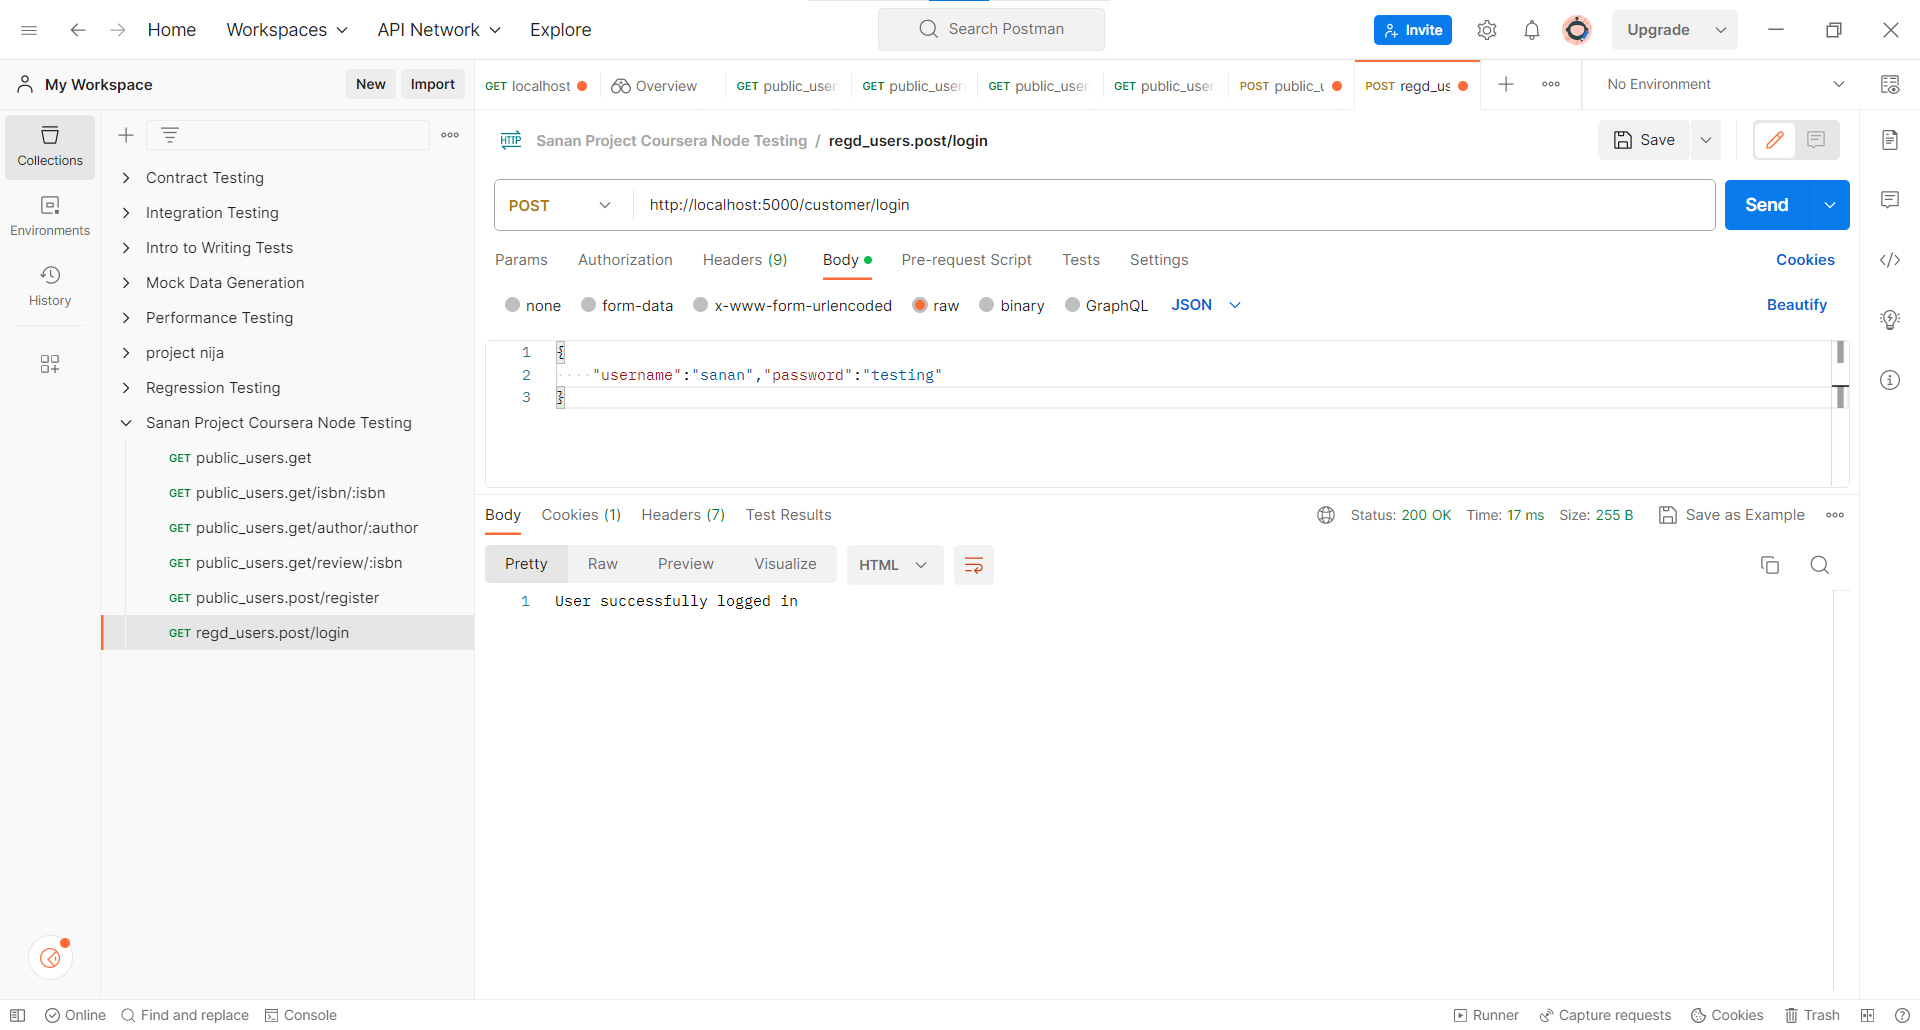 Home Workspaces API Network Explore Search Postman Invite Upgrade
My Workspace New Import GET localhost Overview GET public_user GET public_user GET public_user GET public_user POST public_u POST regd_us No Environment
Collections
Environments
History
Contract Testing
Integration Testing
Intro to Writing Tests
Mock Data Generation
Performance Testing
project nija
Regression Testing
Sanan Project Coursera Node Testing
GET public_users.get
GET public_users.get/isbn/:isbn
GET public_users.get/author/:author
GET public_users.get/review/:isbn
GET public_users.post/register
GET regd_users.post/login
HTTP Sanan Project Coursera Node Testing / regd_users.post/login Save
POST http://localhost:5000/customer/login Send
Params Authorization Headers (9) Body Pre-request Script Tests Settings Cookies
none form-data x-www-form-urlencoded raw binary GraphQL JSON Beautify
1 {
2 ····"username":"sanan","password":"testing"
3 }
Body Cookies (1) Headers (7) Test Results Status: 200 OK Time: 17 ms Size: 255 B Save as Example
Pretty Raw Preview Visualize HTML
1 User successfully logged in
Online Find and replace Console Runner Capture requests Cookies Trash